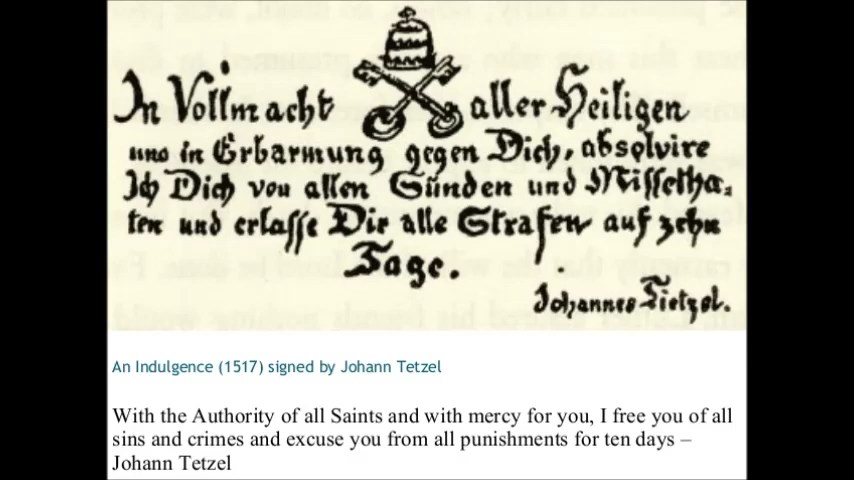 In Vollmacht aller Heiligen
und in Erbarmung gegen Dich, absolvire
Ich Dich von allen Sünden und Missetha=
ten und erlasse Dir alle Strafen auf zehn
Tage.
Johannes Tietzel.
An Indulgence (1517) signed by Johann Tetzel
With the Authority of all Saints and with mercy for you, I free you of all
sins and crimes and excuse you from all punishments for ten days –
Johann Tetzel